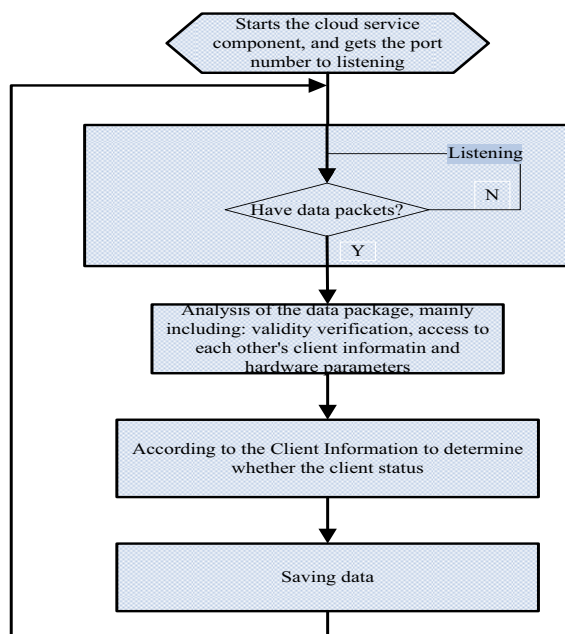 Starts the cloud service
component, and gets the port
number to listening
Listening
Have data packets?
N
Y
Analysis of the data package, mainly
including: validity verification, access to
each other's client informatin and
hardware parameters
According to the Client Information to determine
whether the client status
Saving data